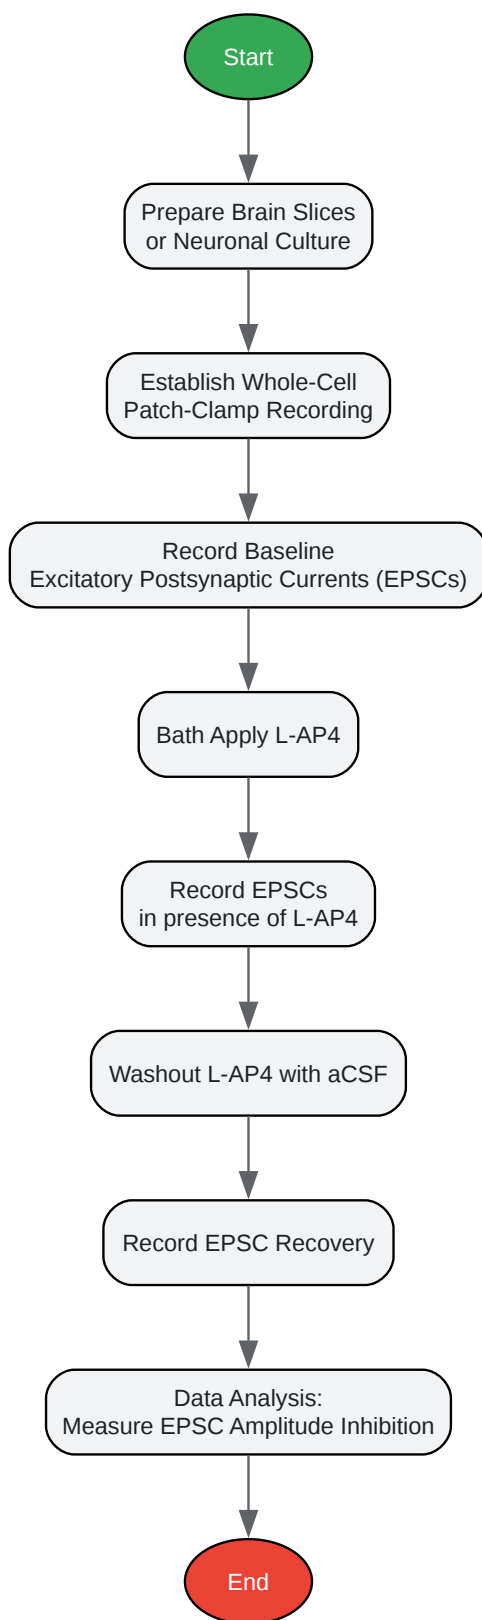 Start
Prepare Brain Slices
or Neuronal Culture
Establish Whole-Cell
Patch-Clamp Recording
Record Baseline
Excitatory Postsynaptic Currents (EPSCs)
Bath Apply L-AP4
Record EPSCs
in presence of L-AP4
Washout L-AP4 with aCSF
Record EPSC Recovery
Data Analysis:
Measure EPSC Amplitude Inhibition
End